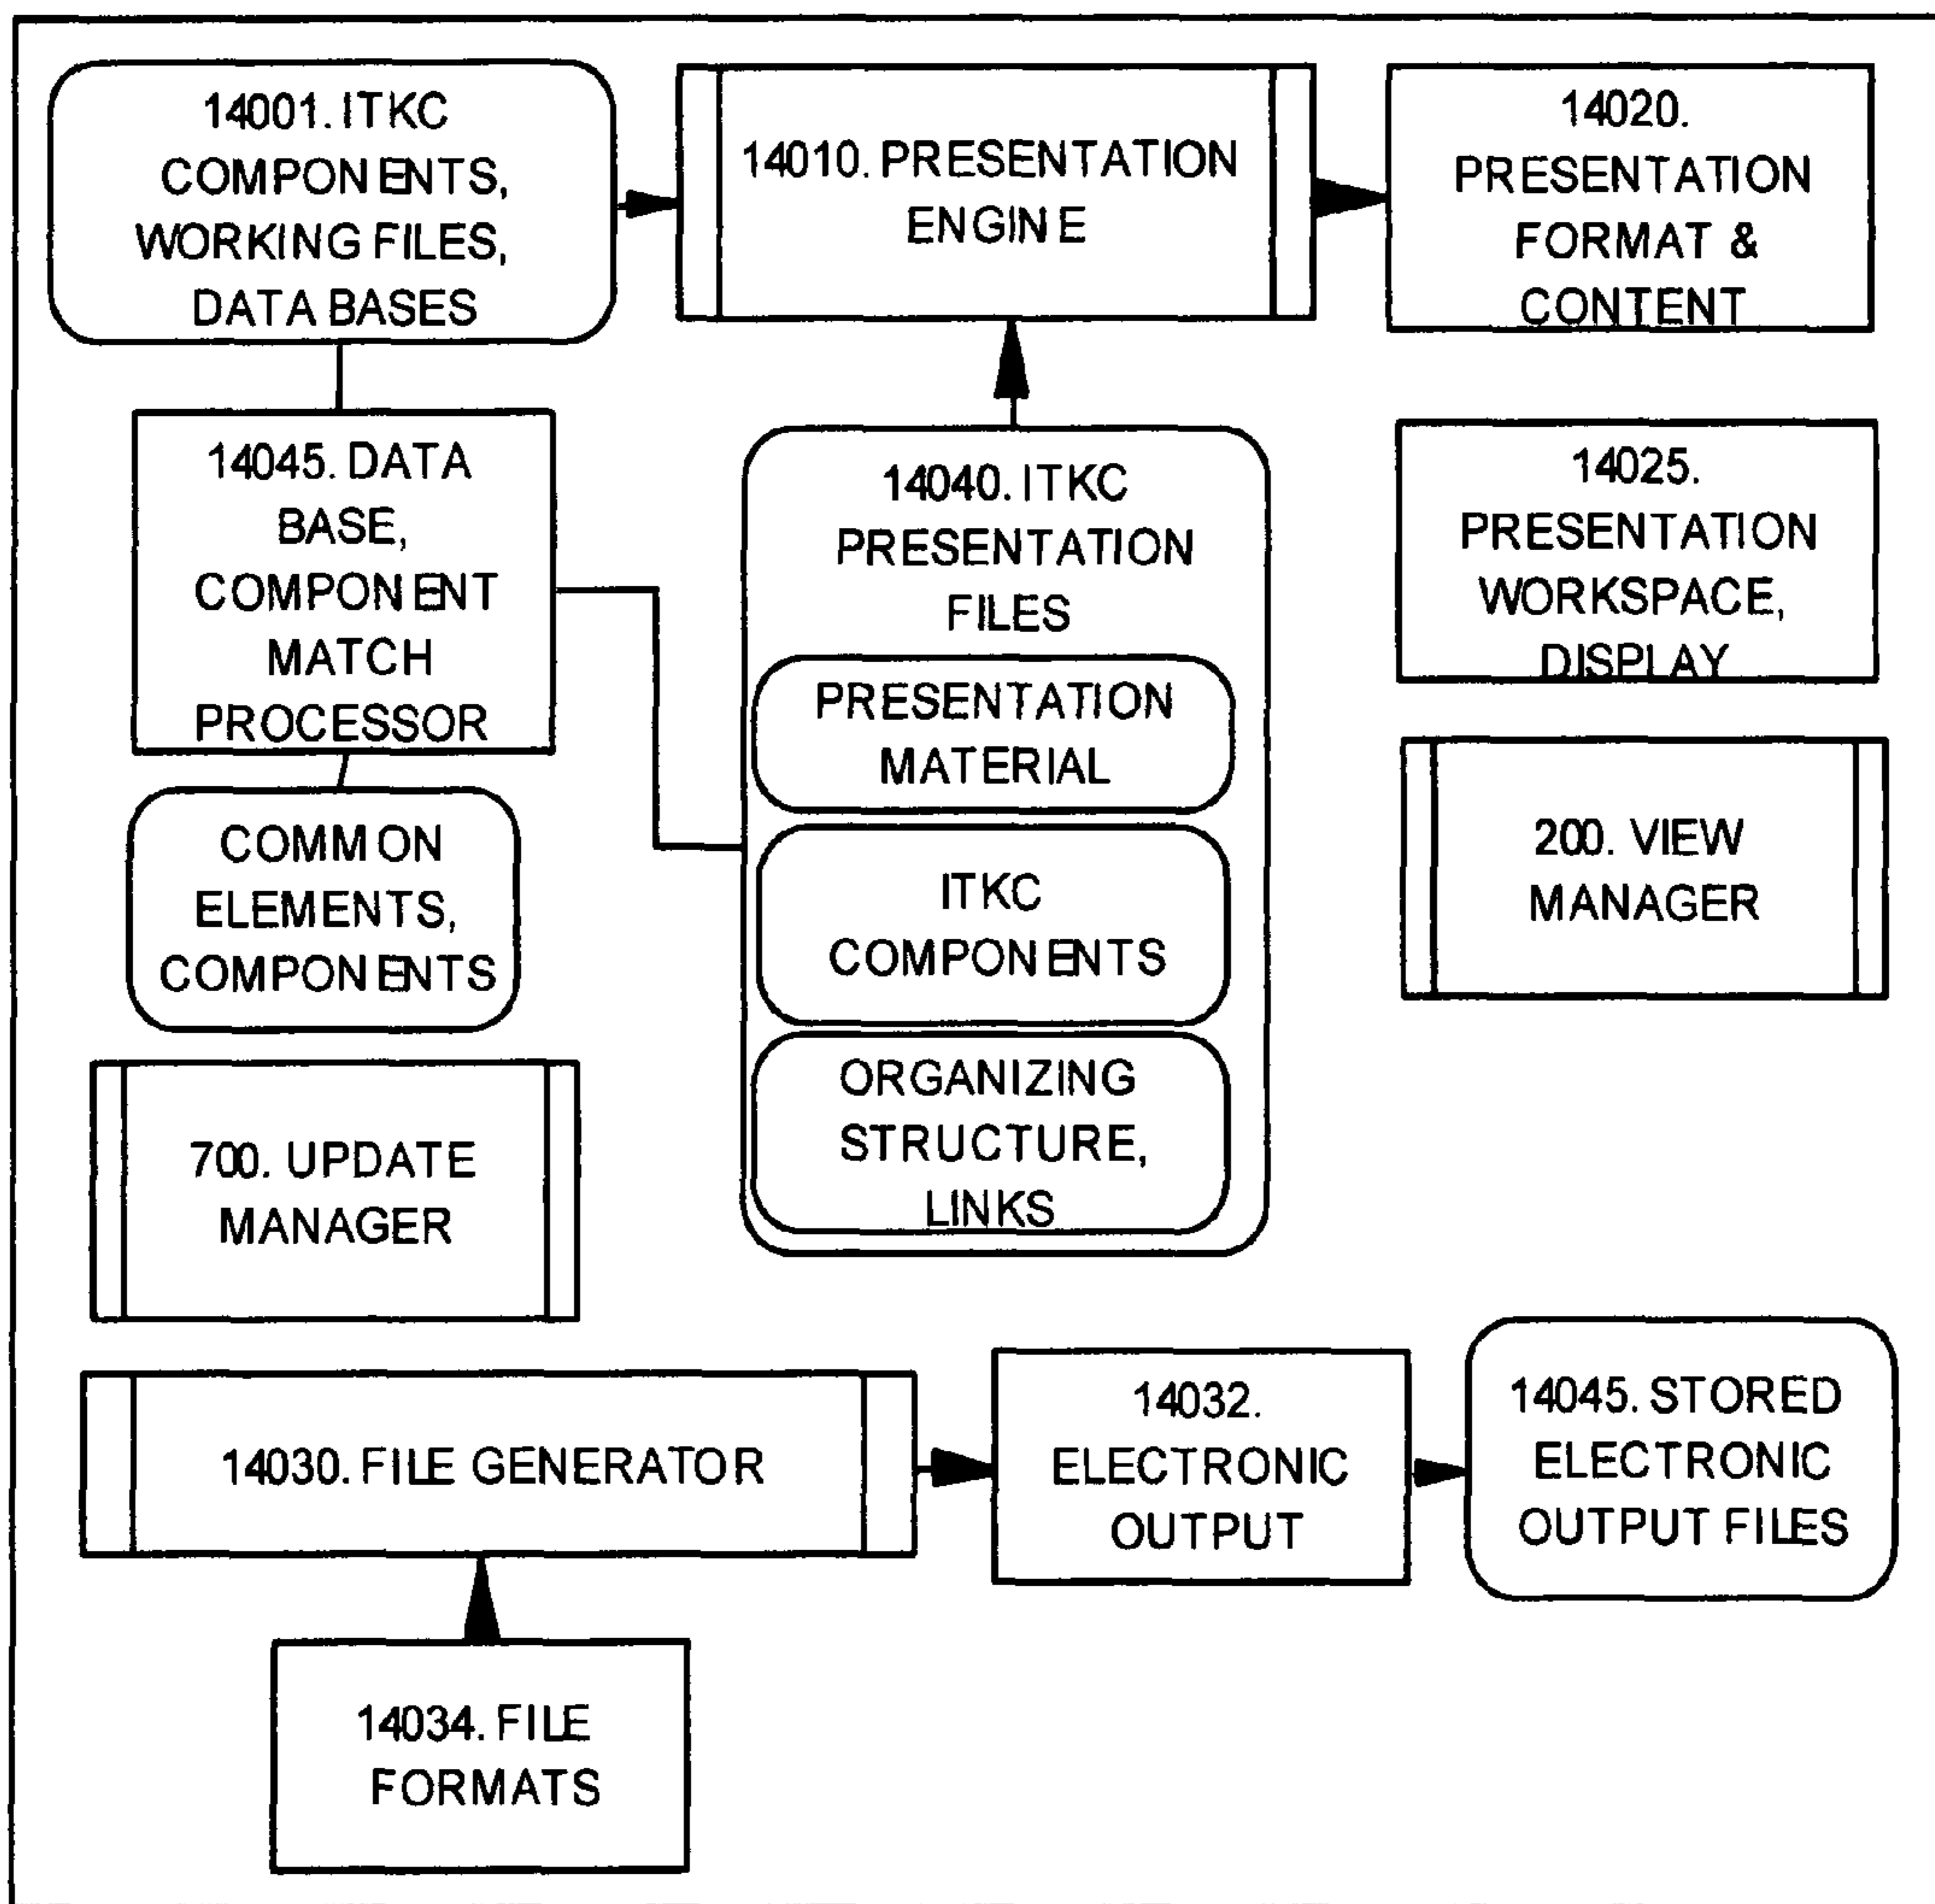 14001. ITKC
COMPONENTS,
WORKING FILES,
DATA BASES
14010. PRESENTATION
ENGINE
14020.
PRESENTATION
FORMAT &
CONTENT
14045. DATA
BASE,
COMPONENT
MATCH
PROCESSOR
14040. ITKC
PRESENTATION
FILES
PRESENTATION
MATERIAL
ITKC
COMPONENTS
ORGANIZING
STRUCTURE,
LINKS
14025.
PRESENTATION
WORKSPACE,
DISPLAY
COMMON
ELEMENTS,
COMPONENTS
200. VIEW
MANAGER
700. UPDATE
MANAGER
14030. FILE GENERATOR
14032.
ELECTRONIC
OUTPUT
14045. STORED
ELECTRONIC
OUTPUT FILES
14034. FILE
FORMATS